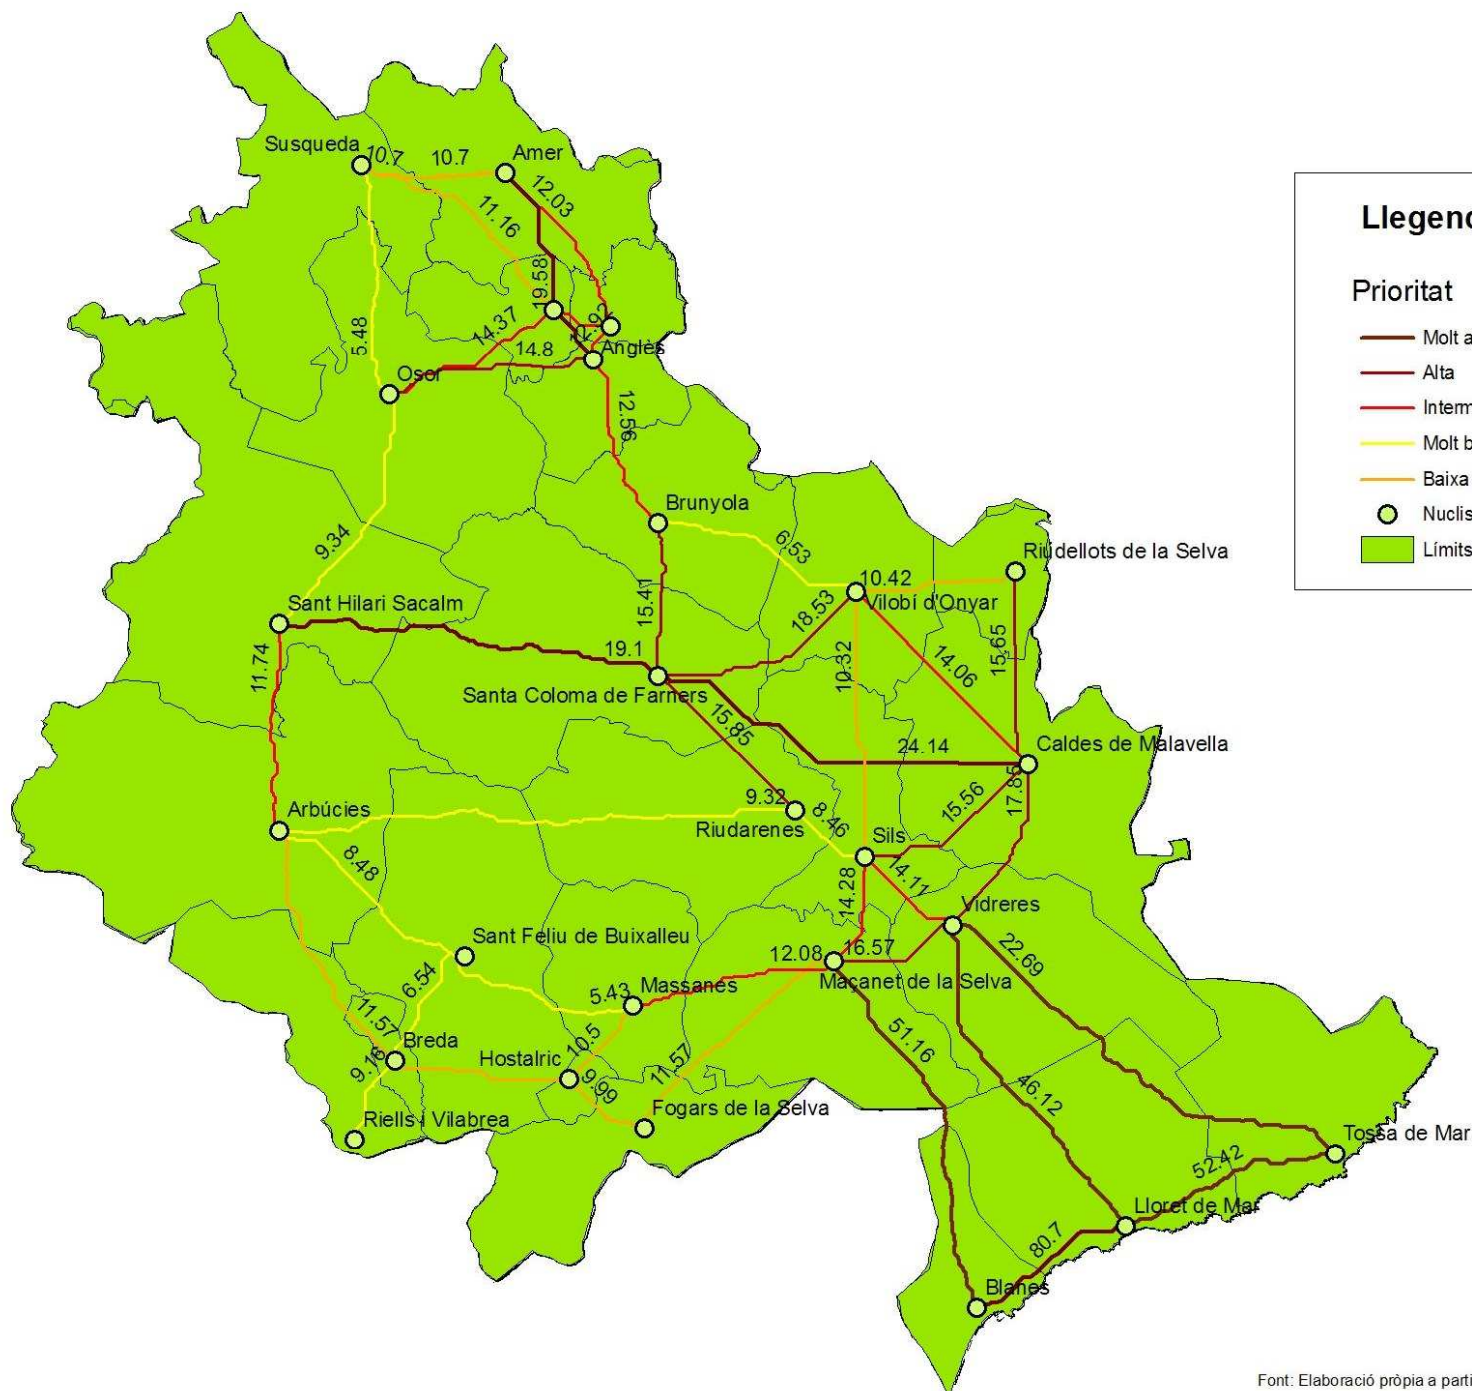 Susqueda
10.7
10.7
Amer
12.03
11.16
19.58
14.37
12.92
14.8
Anglès
5.48
Osor
12.56
Brunyola
6.53
9.34
Riudellots de la Selva
10.42
Vilobí d'Onyar
Sant Hilari Sacalm
15.41
18.53
11.74
19.1
10.32
14.06
15.65
Santa Coloma de Farners
15.85
24.14
Caldes de Malavella
17.85
15.56
Arbúcies
9.32
Riudarenes
8.46
Sils
8.48
14.28
14.11
Vidreres
Sant Feliu de Buixalleu
12.08
16.57
22.69
Maçanet de la Selva
6.54
5.43
Massanes
11.57
Breda
9.16
Hostalric
10.5
9.99
11.57
51.16
46.12
Riells i Vilabrea
Fogars de la Selva
Tossa de Mar
52.42
Lloret de Mar
80.7
Blanes
Llegend
Prioritat
Molt a
Alta
Interm
Molt b
Baixa
Nuclis
Límits
Font: Elaboració pròpia a parti